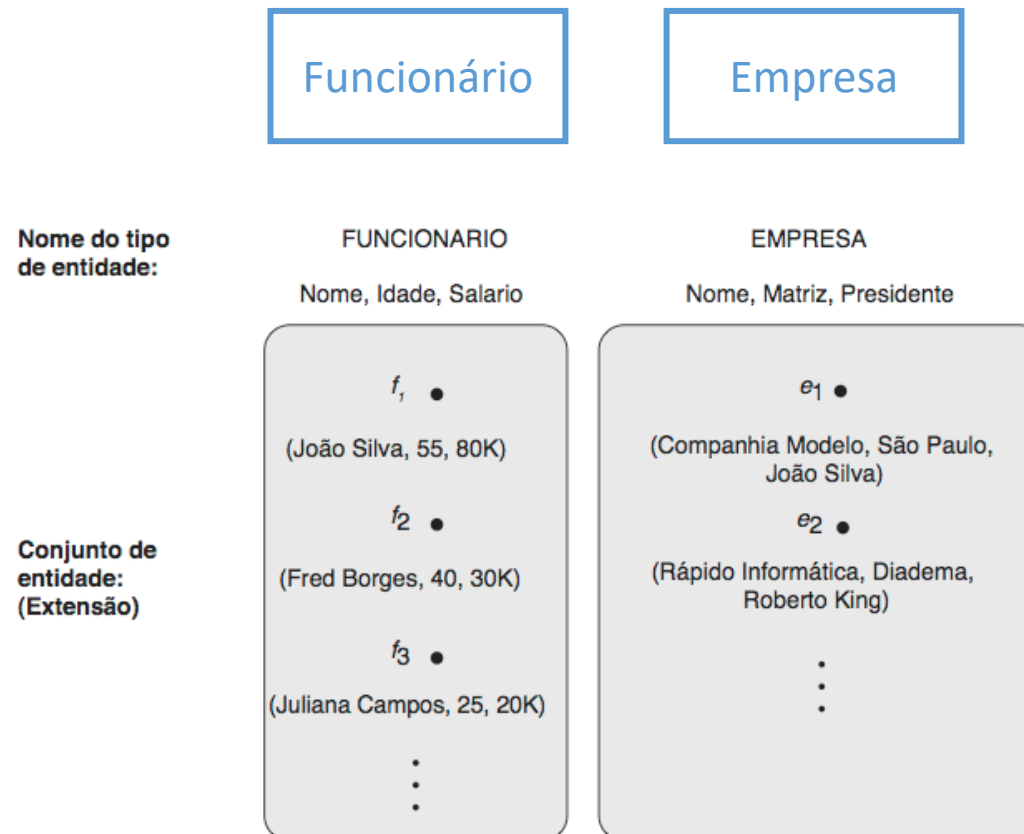 Funcionário
Empresa
Nome do tipo
de entidade:
FUNCIONARIO
EMPRESA
Nome, Idade, Salario
Nome, Matriz, Presidente
Conjunto de
entidade:
(Extensão)
f1
(João Silva, 55, 80K)
f2
(Fred Borges, 40, 30K)
f3
(Juliana Campos, 25, 20K)
e1
(Companhia Modelo, São Paulo,
João Silva)
e2
(Rápido Informática, Diadema,
Roberto King)